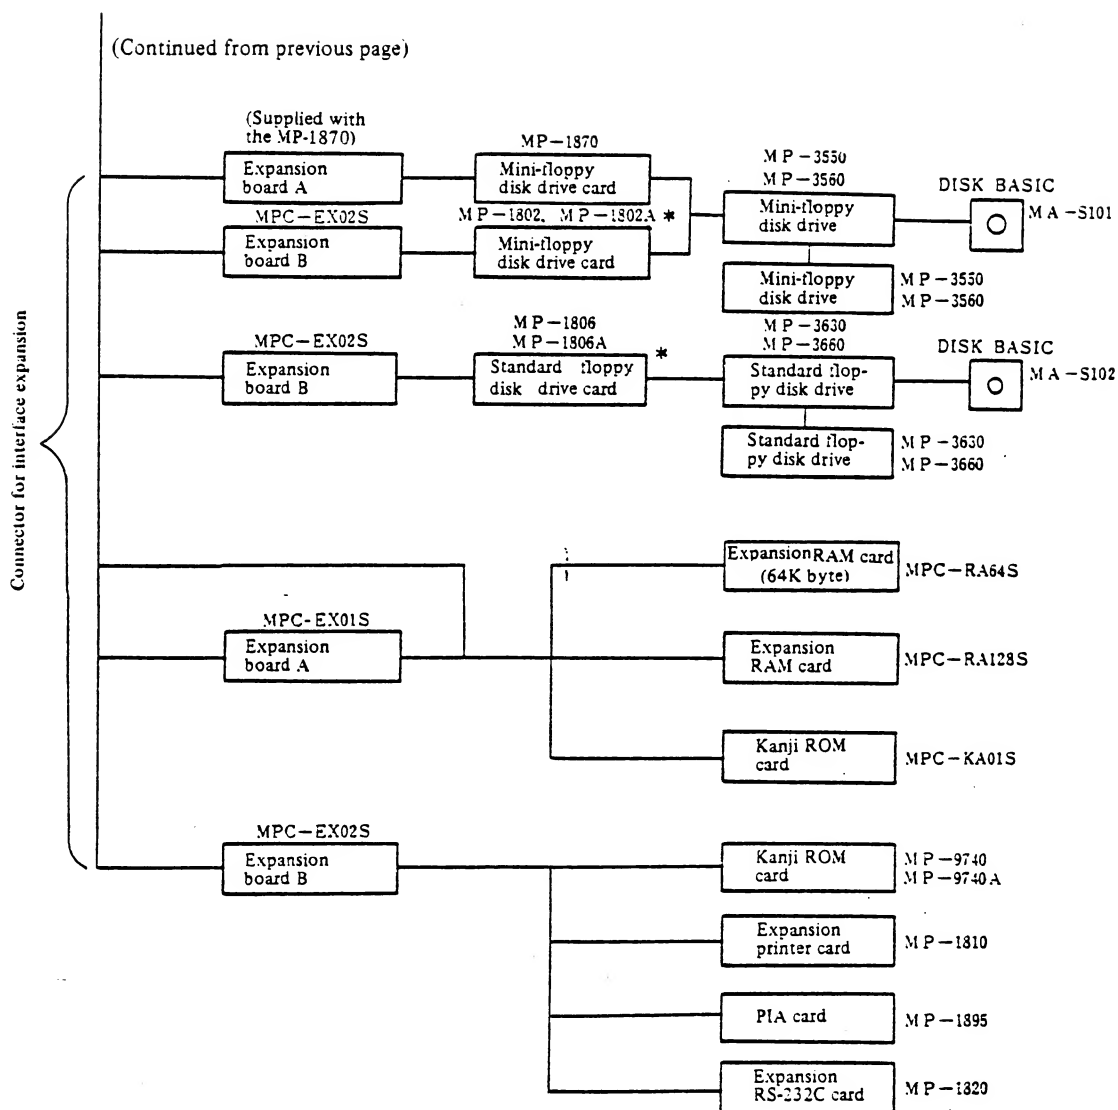 (Continued from previous page)
(Supplied with
the MP-1870)
Expansion
board A
MP-1870
Mini-floppy
disk drive card
MP-3550
MP-3560
Mini-floppy
disk drive
DISK BASIC
MA-S101
MPC-EX02S
Expansion
board B
MP-1802, MP-1802A *
Mini-floppy
disk drive card
Mini-floppy
disk drive
MP-3550
MP-3560
MPC-EX02S
Expansion
board B
MP-1806
MP-1806A
*
Standard floppy
disk drive card
MP-3630
MP-3660
Standard flop-
py disk drive
DISK BASIC
MA-S102
Standard flop-
py disk drive
MP-3630
MP-3660
Connector for interface expansion
Expansion RAM card
(64K byte)
MPC-RA64S
MPC-EX01S
Expansion
board A
Expansion
RAM card
MPC-RA128S
Kanji ROM
card
MPC-KA01S
MPC-EX02S
Expansion
board B
Kanji ROM
card
MP-9740
MP-9740A
Expansion
printer card
MP-1810
PIA card
MP-1895
Expansion
RS-232C card
MP-1820